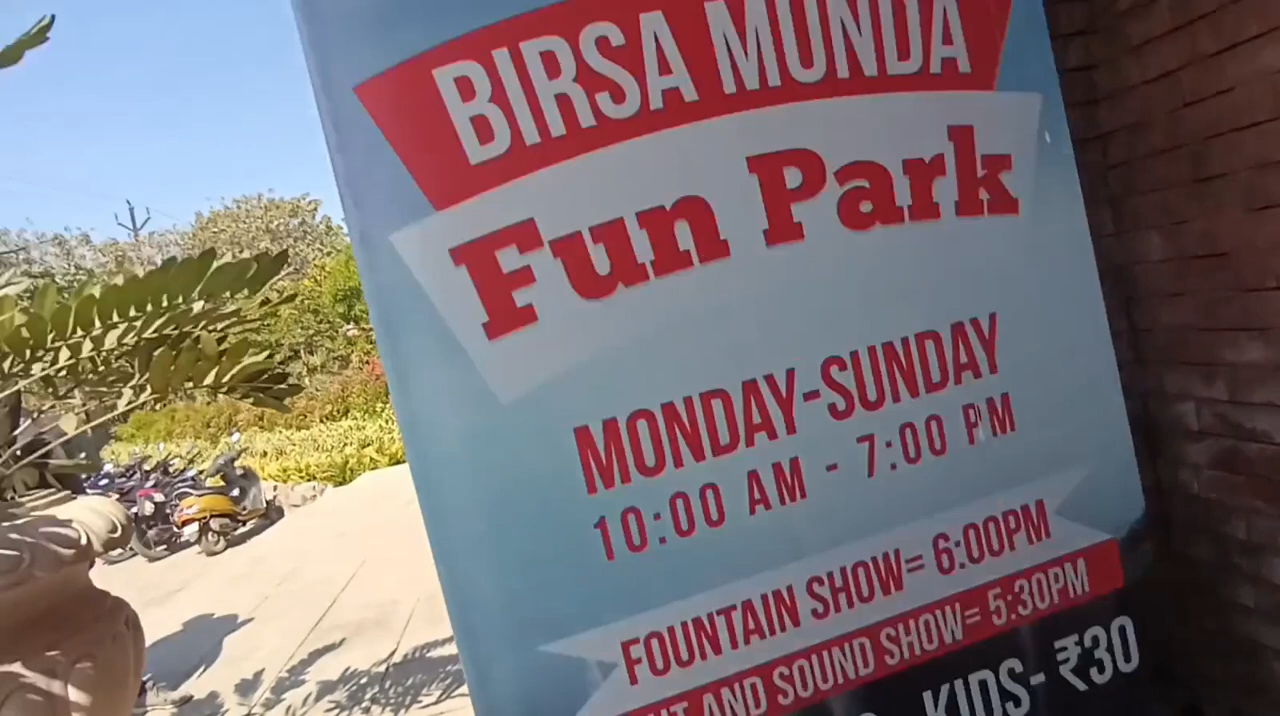 BIRSA MUNDA
Fun Park
MONDAY-SUNDAY
10:00 AM - 7:00 PM
FOUNTAIN SHOW= 6:00PM
AND SOUND SHOW= 5:30PM
KIDS- ₹30